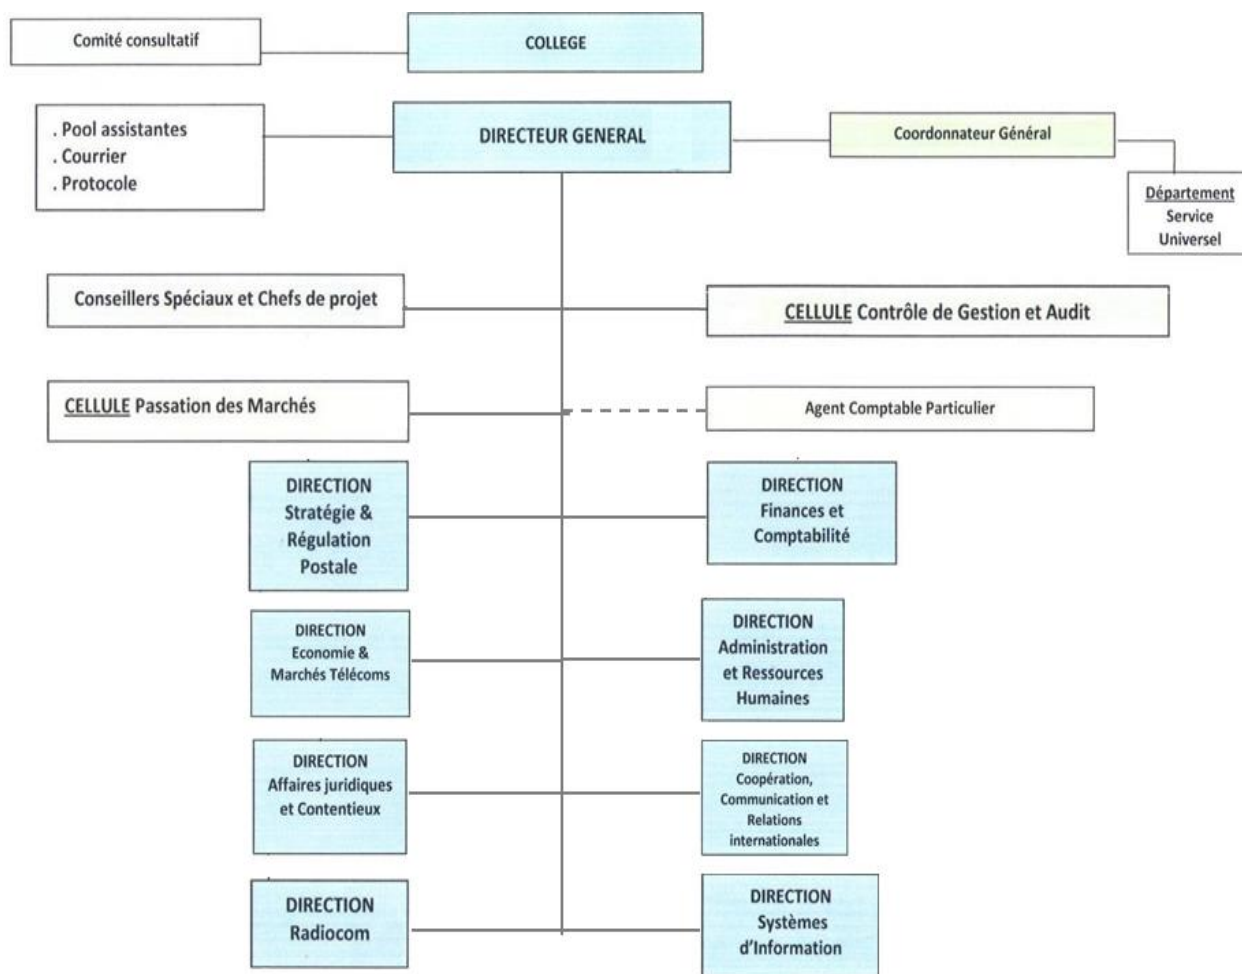 Comité consultatif
COLLEGE
. Pool assistantes
. Courrier
. Protocole
DIRECTEUR GENERAL
Coordonnateur Général
Département
Service
Universel
Conseillers Spéciaux et Chefs de projet
CELLULE Contrôle de Gestion et Audit
CELLULE Passation des Marchés
Agent Comptable Particulier
DIRECTION
Stratégie &
Régulation
Postale
DIRECTION
Finances et
Comptabilité
DIRECTION
Economie &
Marchés Télécoms
DIRECTION
Administration
et Ressources
Humaines
DIRECTION
Affaires juridiques
et Contentieux
DIRECTION
Coopération,
Communication et
Relations
internationales
DIRECTION
Radiocom
DIRECTION
Systèmes
d'Information